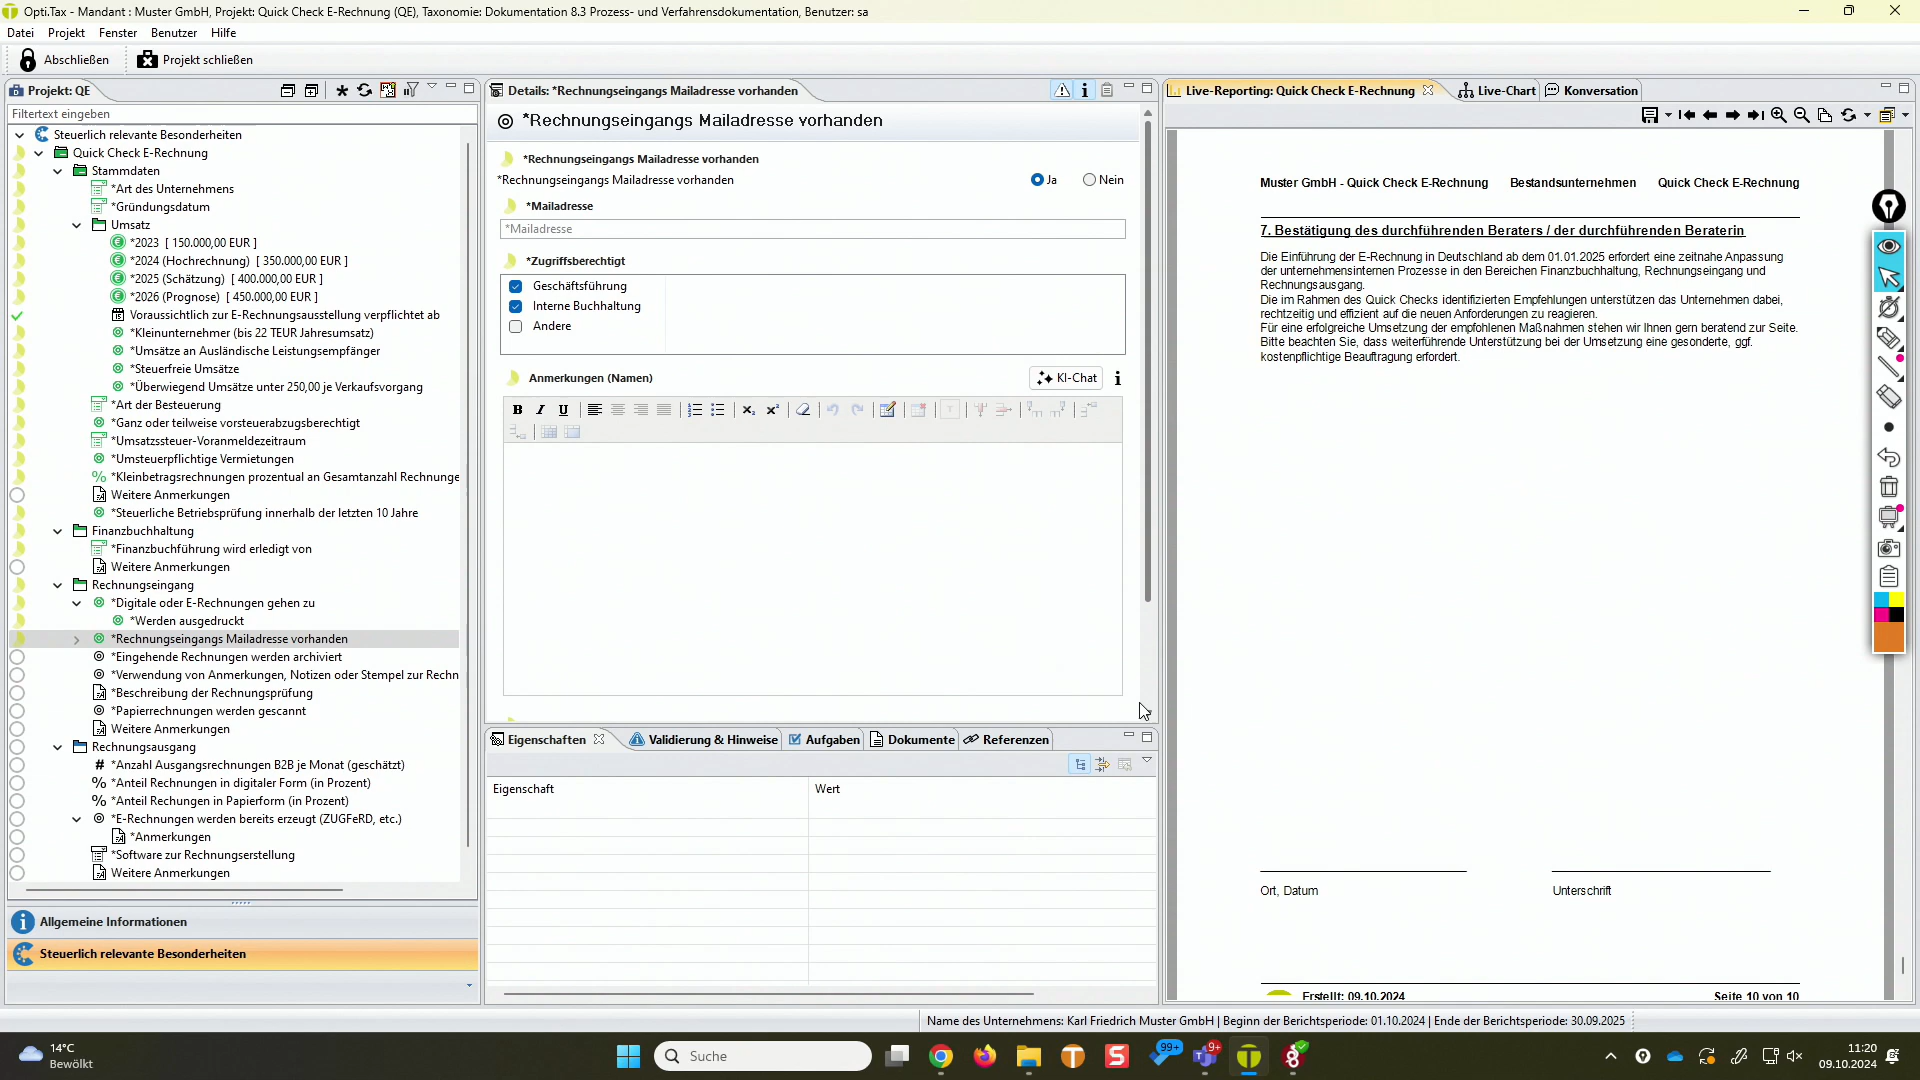 Opti.Tax - Mandant : Muster GmbH, Projekt: Quick Check E-Rechnung (QE), Taxonomie: Dokumentation 8.3 Prozess- und Verfahrensdokumentation, Benutzer: sa
Datei Projekt Fenster Benutzer Hilfe
Abschließen Projekt schließen
Projekt: QE
Filtertext eingeben
Steuerlich relevante Besonderheiten
Quick Check E-Rechnung
Stammdaten
*Art des Unternehmens
*Gründungsdatum
Umsatz
*2023 [ 150.000,00 EUR ]
*2024 (Hochrechnung) [ 350.000,00 EUR ]
*2025 (Schätzung) [ 400.000,00 EUR ]
*2026 (Prognose) [ 450.000,00 EUR ]
Voraussichtlich zur E-Rechnungsausstellung verpflichtet ab
*Kleinunternehmer (bis 22 TEUR Jahresumsatz)
*Umsätze an Ausländische Leistungsempfänger
*Steuerfreie Umsätze
*Überwiegend Umsätze unter 250,00 je Verkaufsvorgang
*Art der Besteuerung
*Ganz oder teilweise vorsteuerabzugsberechtigt
*Umsatzssteuer-Voranmeldezeitraum
*Umsteuerpflichtige Vermietungen
% *Kleinbetragsrechnungen prozentual an Gesamtanzahl Rechnunge
Weitere Anmerkungen
*Steuerliche Betriebsprüfung innerhalb der letzten 10 Jahre
Finanzbuchhaltung
*Finanzbuchführung wird erledigt von
Weitere Anmerkungen
Rechnungseingang
*Digitale oder E-Rechnungen gehen zu
*Werden ausgedruckt
*Rechnungseingangs Mailadresse vorhanden
*Eingehende Rechnungen werden archiviert
*Verwendung von Anmerkungen, Notizen oder Stempel zur Rechn
*Beschreibung der Rechnungsprüfung
*Papierrechnungen werden gescannt
Weitere Anmerkungen
Rechnungsausgang
# *Anzahl Ausgangsrechnungen B2B je Monat (geschätzt)
% *Anteil Rechnungen in digitaler Form (in Prozent)
% *Anteil Rechungen in Papierform (in Prozent)
*E-Rechnungen werden bereits erzeugt (ZUGFeRD, etc.)
*Anmerkungen
*Software zur Rechnungserstellung
Weitere Anmerkungen
Allgemeine Informationen
Steuerlich relevante Besonderheiten
Details: *Rechnungseingangs Mailadresse vorhanden
*Rechnungseingangs Mailadresse vorhanden
*Rechnungseingangs Mailadresse vorhanden
*Rechnungseingangs Mailadresse vorhanden Ja Nein
*Mailadresse
*Mailadresse
*Zugriffsberechtigt
Geschäftsführung
Interne Buchhaltung
Andere
Anmerkungen (Namen) KI-Chat
B I U
Eigenschaften Validierung & Hinweise Aufgaben Dokumente Referenzen
Eigenschaft Wert
Live-Reporting: Quick Check E-Rechnung Live-Chart Konversation
Muster GmbH - Quick Check E-Rechnung Bestandsunternehmen Quick Check E-Rechnung
7. Bestätigung des durchführenden Beraters / der durchführenden Beraterin
Die Einführung der E-Rechnung in Deutschland ab dem 01.01.2025 erfordert eine zeitnahe Anpassung
der unternehmensinternen Prozesse in den Bereichen Finanzbuchhaltung, Rechnungseingang und
Rechnungsausgang.
Die im Rahmen des Quick Checks identifizierten Empfehlungen unterstützen das Unternehmen dabei,
rechtzeitig und effizient auf die neuen Anforderungen zu reagieren.
Für eine erfolgreiche Umsetzung der empfohlenen Maßnahmen stehen wir Ihnen gern beratend zur Seite.
Bitte beachten Sie, dass weiterführende Unterstützung bei der Umsetzung eine gesonderte, ggf.
kostenpflichtige Beauftragung erfordert.
Ort, Datum Unterschrift
Erstellt: 09.10.2024 Seite 10 von 10
Name des Unternehmens: Karl Friedrich Muster GmbH | Beginn der Berichtsperiode: 01.10.2024 | Ende der Berichtsperiode: 30.09.2025
14°C
Bewölkt
Suche
99+
9+
11:20
09.10.2024